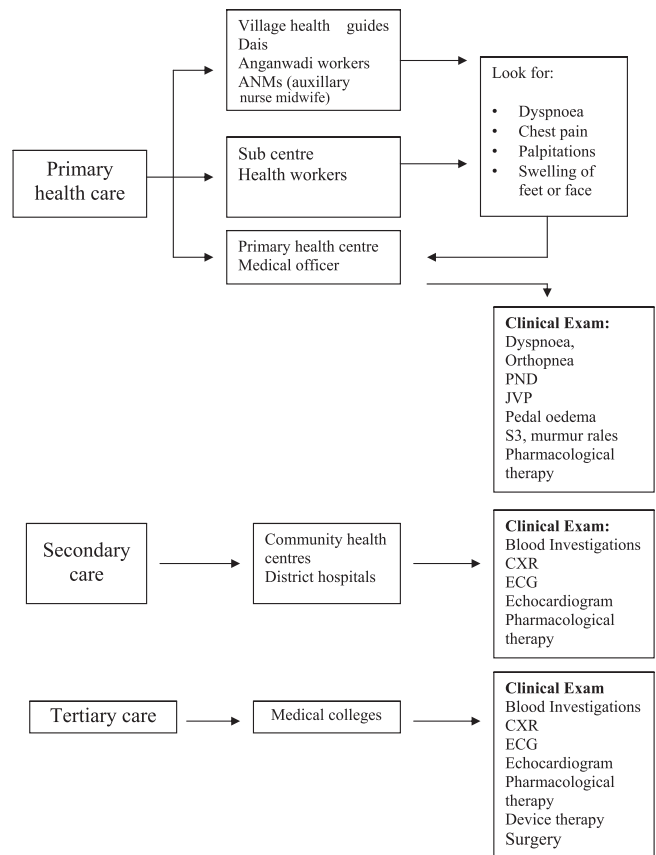 Village health guides
Dais
Anganwadi workers
ANMs (auxillary
nurse midwife)
Look for:
• Dyspnoea
• Chest pain
• Palpitations
• Swelling of
feet or face
Primary
health care
Sub centre
Health workers
Primary health centre
Medical officer
Clinical Exam:
Dyspnoea,
Orthopnea
PND
JVP
Pedal oedema
S3, murmur rales
Pharmacological
therapy
Secondary
care
Community health
centres
District hospitals
Clinical Exam:
Blood Investigations
CXR
ECG
Echocardiogram
Pharmacological
therapy
Tertiary care
Medical colleges
Clinical Exam
Blood Investigations
CXR
ECG
Echocardiogram
Pharmacological
therapy
Device therapy
Surgery